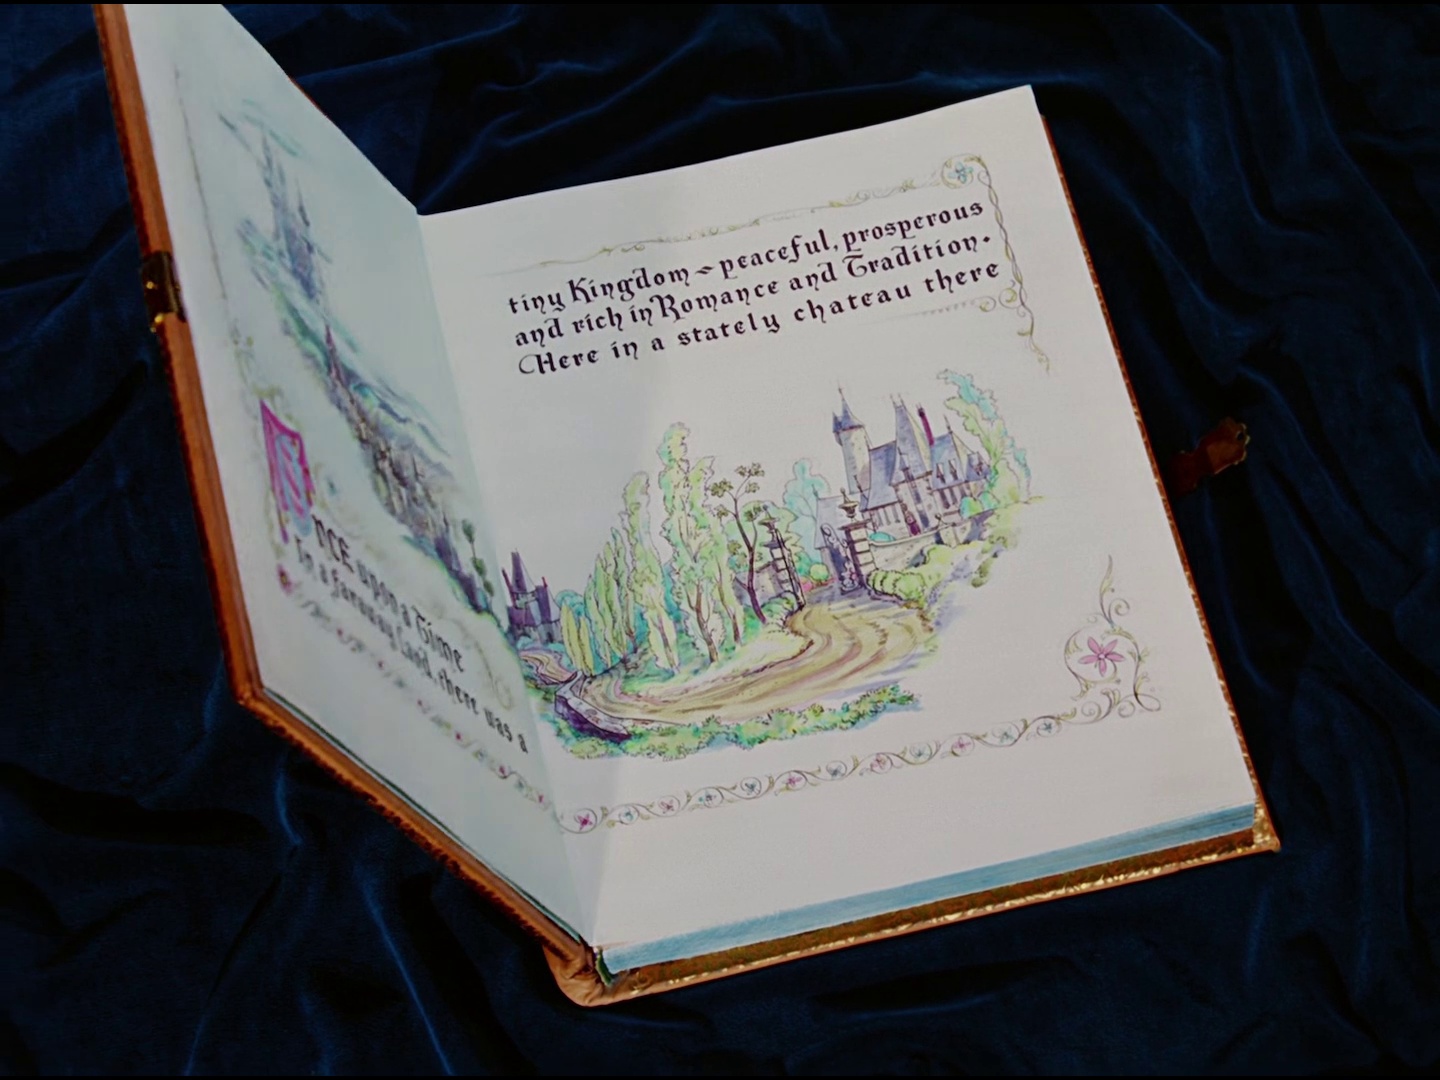 ONCE upon a Time
in a faraway land, there was a
tiny Kingdom ~ peaceful, prosperous
and rich in Romance and Tradition.
Here in a stately chateau there